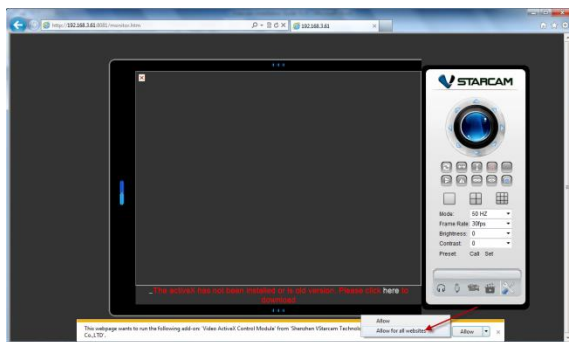 http://192.168.3.61:8081/monitor.htm
192.168.3.61
VSTARCAM
Mode: 50 HZ
Frame Rate 30fps
Brightness 0
Contrast 0
Preset: Call Set
The activeX has not been installed or is old version. Please click here to
download
Allow
Allow for all websites
This webpage wants to run the following add-on: 'Video ActiveX Control Module' from 'Shenzhen VStarcam Technolo
Co.,LTD'.
Allow